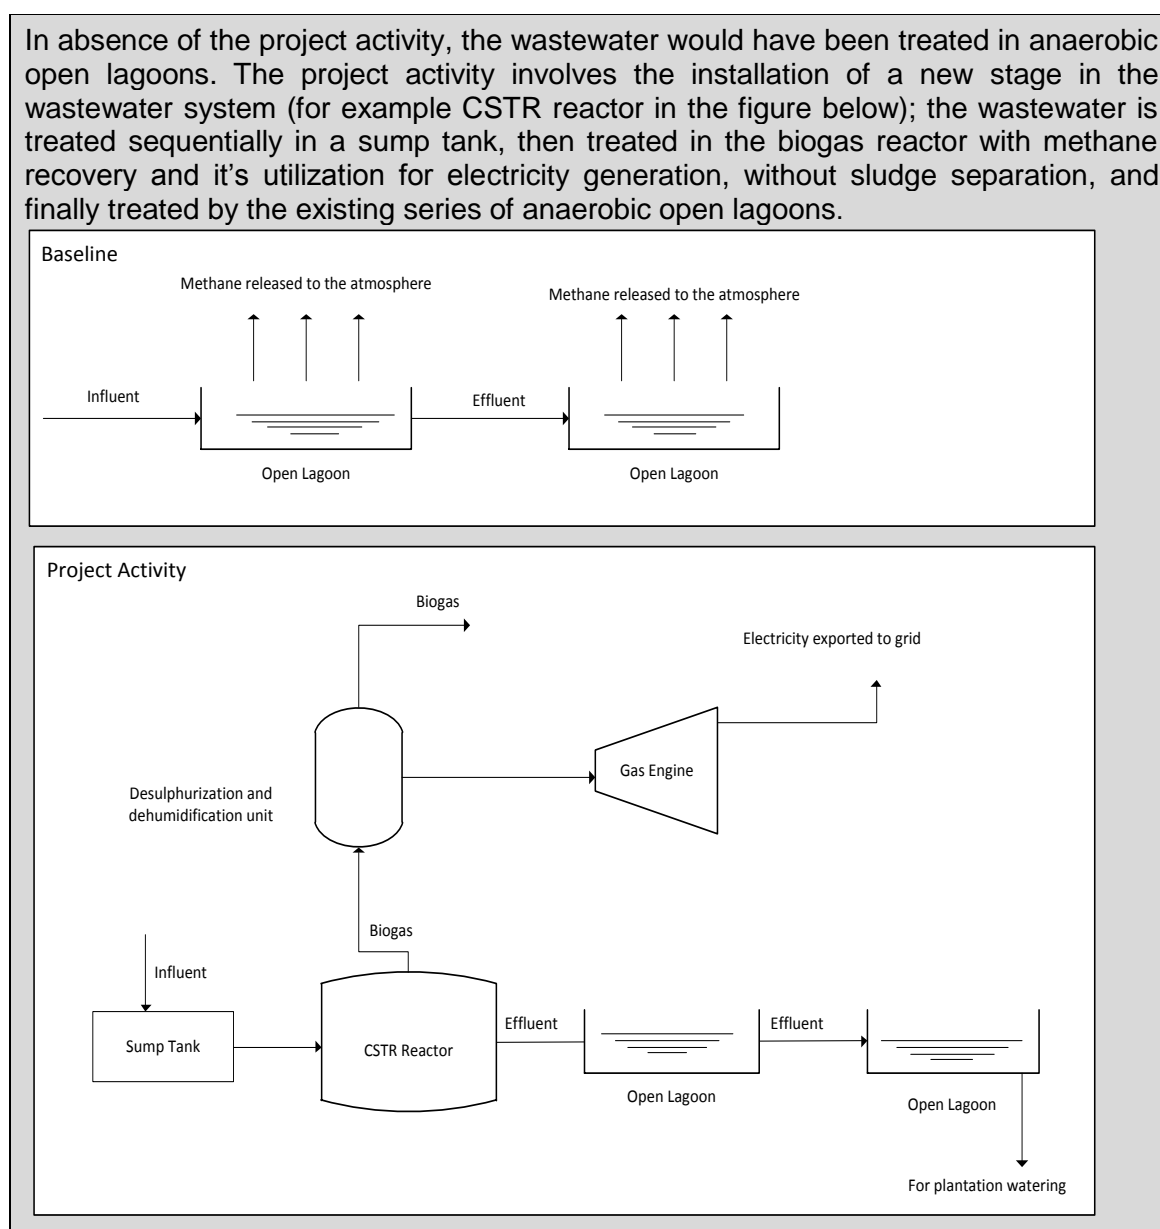 In absence of the project activity, the wastewater would have been treated in anaerobic
open lagoons. The project activity involves the installation of a new stage in the
wastewater system (for example CSTR reactor in the figure below); the wastewater is
treated sequentially in a sump tank, then treated in the biogas reactor with methane
recovery and it's utilization for electricity generation, without sludge separation, and
finally treated by the existing series of anaerobic open lagoons.
Baseline
Methane released to the atmosphere
Methane released to the atmosphere
Influent
Effluent
Open Lagoon
Open Lagoon
Project Activity
Biogas
Electricity exported to grid
Gas Engine
Desulphurization and
dehumidification unit
Biogas
Influent
Sump Tank
CSTR Reactor
Effluent
Effluent
Open Lagoon
Open Lagoon
For plantation watering